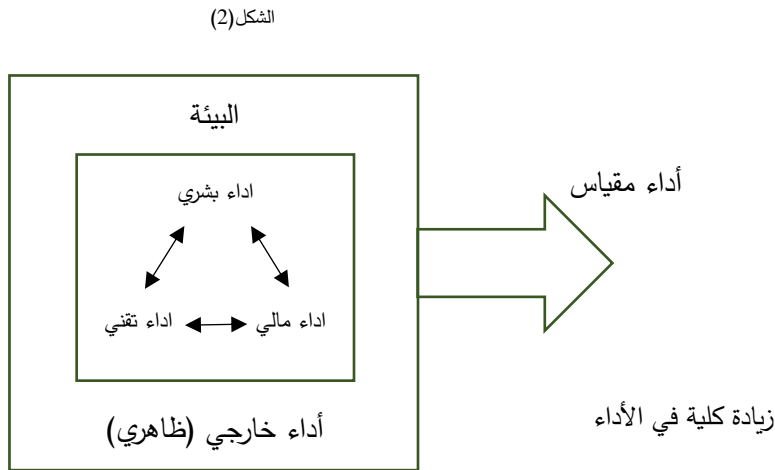 الشكل(2)
البيئة
أداء مقياس
اداء بشري
اداء مالي
اداء تقني
أداء خارجي (ظاهري)
زيادة كلية في الأداء